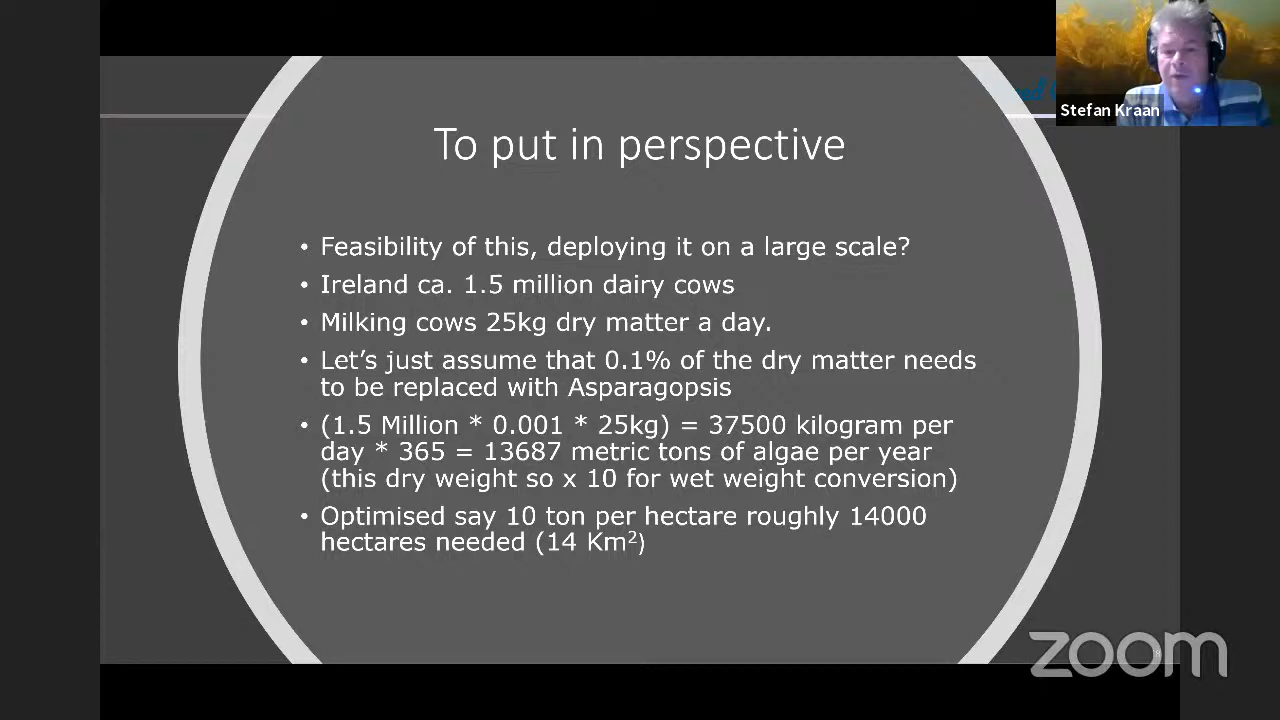 Stefan Kraan
To put in perspective
• Feasibility of this, deploying it on a large scale?
• Ireland ca. 1.5 million dairy cows
• Milking cows 25kg dry matter a day.
• Let’s just assume that 0.1% of the dry matter needs
to be replaced with Asparagopsis
• (1.5 Million * 0.001 * 25kg) = 37500 kilogram per
day * 365 = 13687 metric tons of algae per year
(this dry weight so x 10 for wet weight conversion)
• Optimised say 10 ton per hectare roughly 14000
hectares needed (14 Km²)
zoom